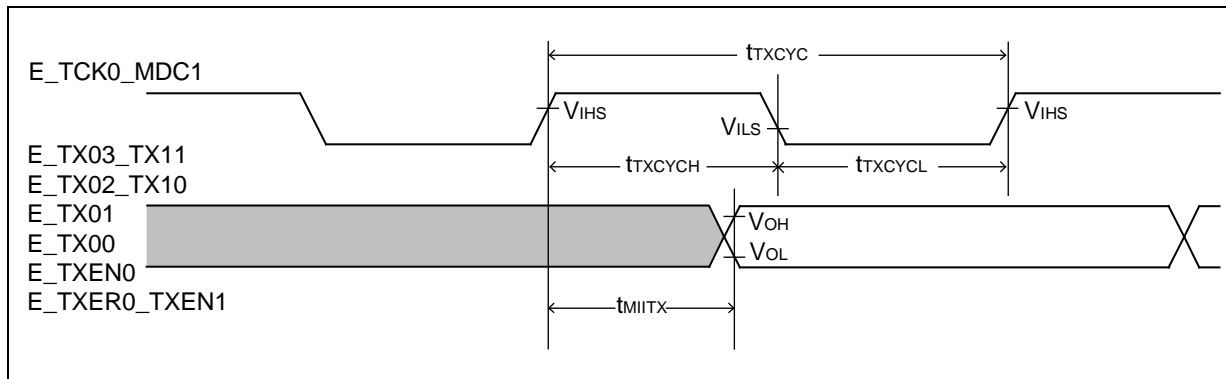 tTXCYC
E_TCK0_MDC1
VIHS
VILS
VIHS
E_TX03_TX11
tTXCYCH
tTXCYCL
E_TX02_TX10
E_TX01
VOH
E_TX00
VOL
E_TXEN0
E_TXER0_TXEN1
tMIITX